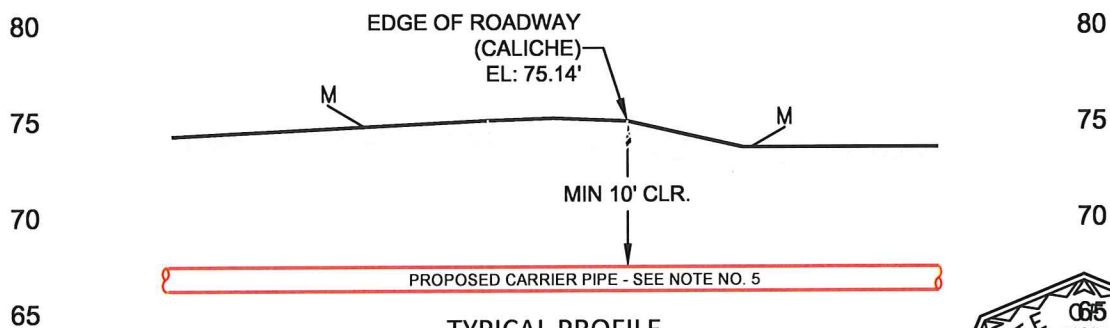 80
EDGE OF ROADWAY
(CALICHE)
EL: 75.14'
80
M
M
75
75
MIN 10' CLR.
70
70
PROPOSED CARRIER PIPE - SEE NOTE NO. 5
65
TYPICAL PROFILE
65
E